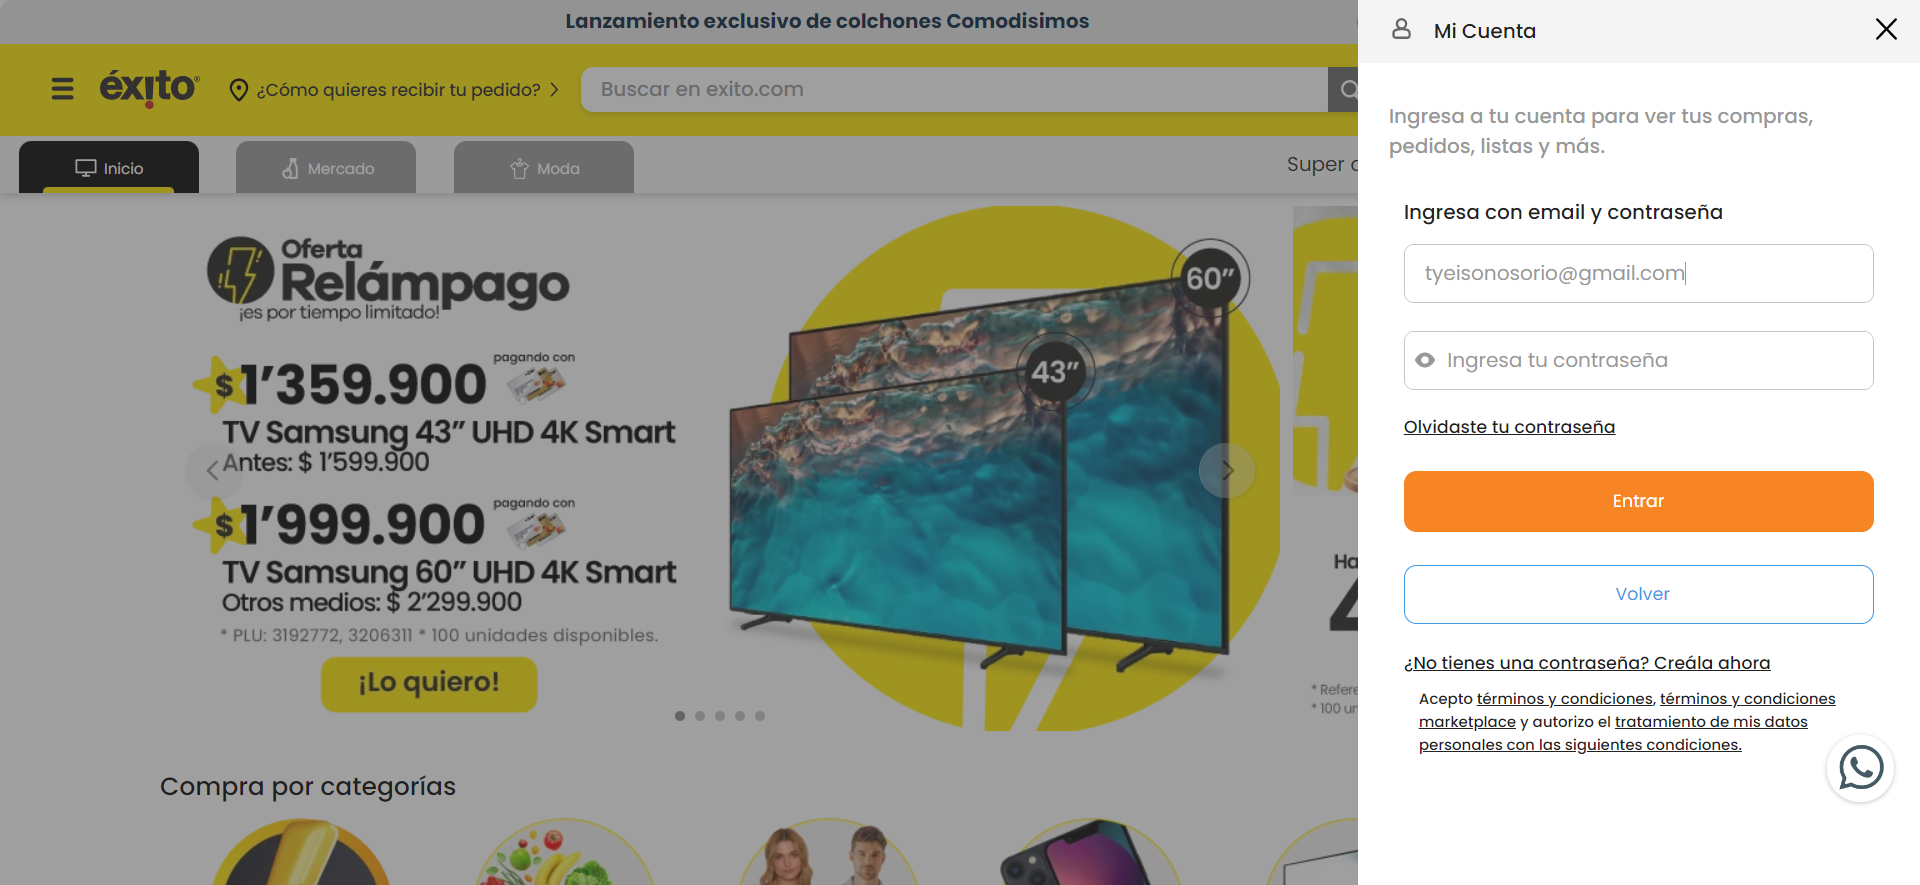 Lanzamiento exclusivo de colchones Comodisimos
éxito®
¿Cómo quieres recibir tu pedido?
Buscar en exito.com
Inicio
Mercado
Moda
Super
Oferta
Relámpago
¡es por tiempo limitado!
$1'359.900
pagando con
TV Samsung 43” UHD 4K Smart
Antes: $ 1'599.900
$1'999.900
pagando con
TV Samsung 60” UHD 4K Smart
Otros medios: $ 2'299.900
* PLU: 3192772, 3206311 * 100 unidades disponibles.
¡Lo quiero!
60”
43”
Ha
4
* Refere
* 100 un
Compra por categorías
Mi Cuenta
Ingresa a tu cuenta para ver tus compras,
pedidos, listas y más.
Ingresa con email y contraseña
tyeisonosorio@gmail.com
Ingresa tu contraseña
Olvidaste tu contraseña
Entrar
Volver
¿No tienes una contraseña? Creála ahora
Acepto términos y condiciones, términos y condiciones
marketplace y autorizo el tratamiento de mis datos
personales con las siguientes condiciones.